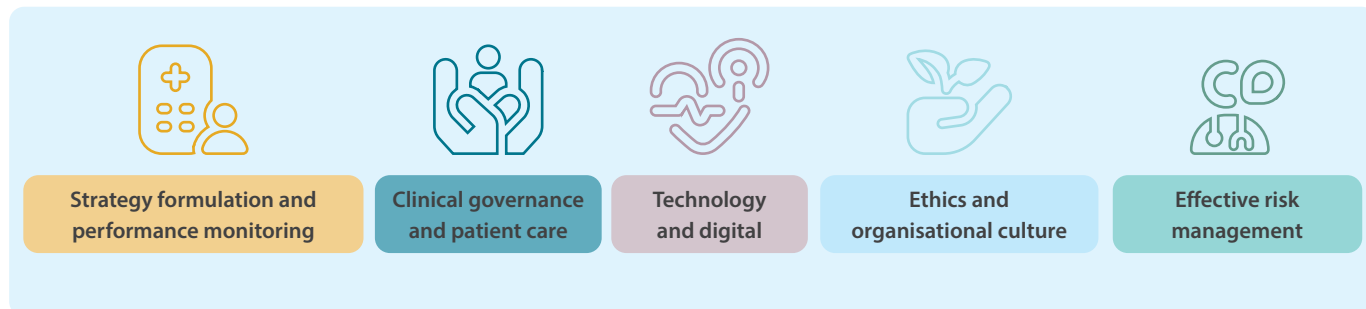 Strategy formulation and
performance monitoring
Clinical governance
and patient care
Technology
and digital
Ethics and
organisational culture
Effective risk
management